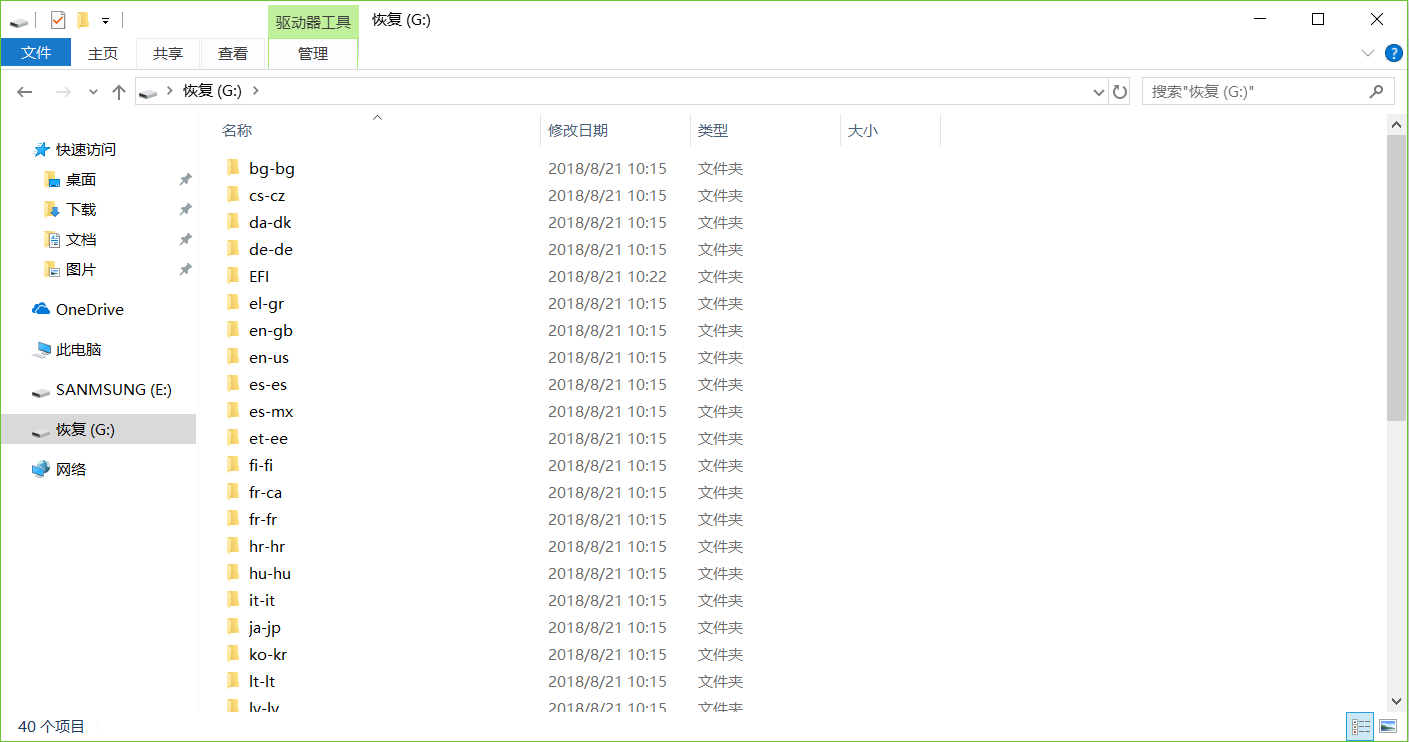 驱动器工具 恢复 (G:)
文件 主页 共享 查看 管理
恢复 (G:) 搜索"恢复 (G:)"
名称 修改日期 类型 大小
快速访问
桌面
下载
文档
图片
OneDrive
此电脑
SANMSUNG (E:)
恢复 (G:)
网络
bg-bg 2018/8/21 10:15 文件夹
cs-cz 2018/8/21 10:15 文件夹
da-dk 2018/8/21 10:15 文件夹
de-de 2018/8/21 10:15 文件夹
EFI 2018/8/21 10:22 文件夹
el-gr 2018/8/21 10:15 文件夹
en-gb 2018/8/21 10:15 文件夹
en-us 2018/8/21 10:15 文件夹
es-es 2018/8/21 10:15 文件夹
es-mx 2018/8/21 10:15 文件夹
et-ee 2018/8/21 10:15 文件夹
fi-fi 2018/8/21 10:15 文件夹
fr-ca 2018/8/21 10:15 文件夹
fr-fr 2018/8/21 10:15 文件夹
hr-hr 2018/8/21 10:15 文件夹
hu-hu 2018/8/21 10:15 文件夹
it-it 2018/8/21 10:15 文件夹
ja-jp 2018/8/21 10:15 文件夹
ko-kr 2018/8/21 10:15 文件夹
lt-lt 2018/8/21 10:15 文件夹
lv-lv 2018/8/21 10:15 文件夹
40 个项目